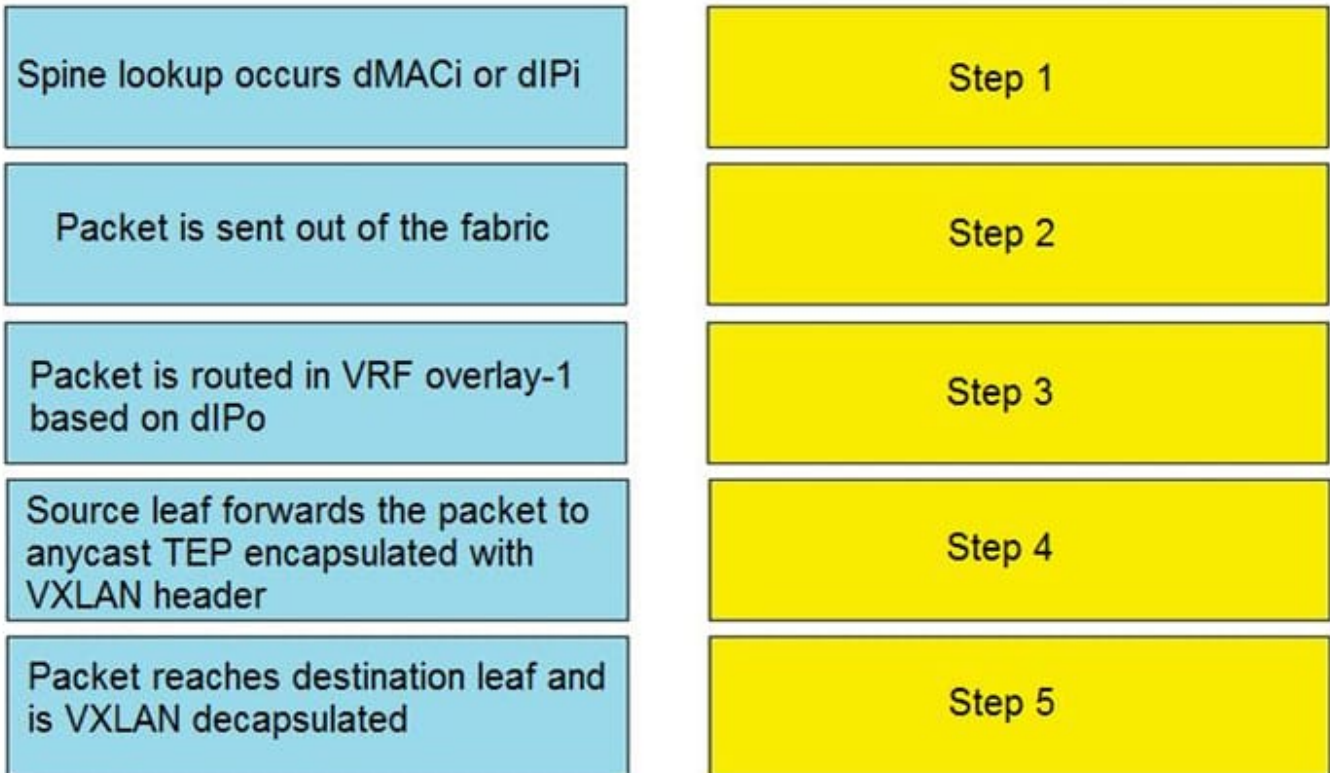 Spine lookup occurs dMACi or dIPi
Step 1
Packet is sent out of the fabric
Step 2
Packet is routed in VRF overlay-1
based on dIPo
Step 3
Source leaf forwards the packet to
anycast TEP encapsulated with
VXLAN header
Step 4
Packet reaches destination leaf and
is VXLAN decapsulated
Step 5